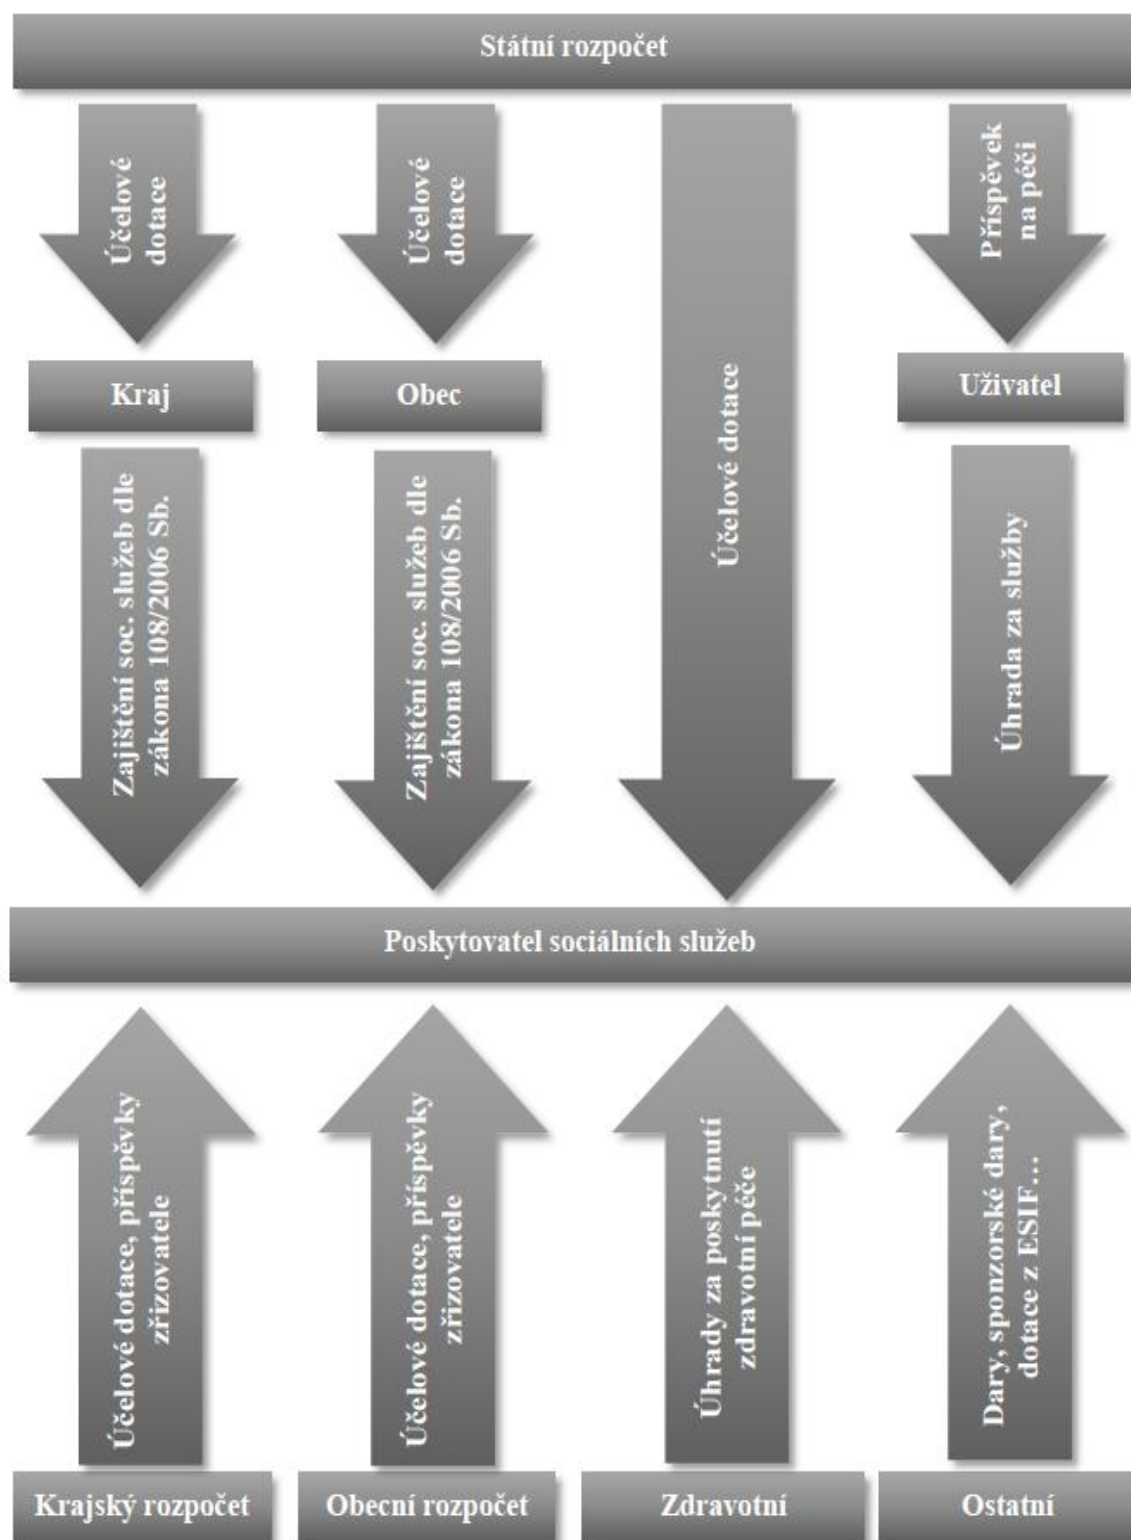 Státní rozpočet
Účelové
dotace
Účelové
dotace
Účelové dotace
Příspěvek
na péči
Kraj
Obec
Uživatel
Zajištění soc. služeb dle
zákona 108/2006 Sb.
Zajištění soc. služeb dle
zákona 108/2006 Sb.
Úhrada za služby
Poskytovatel sociálních služeb
Účelové dotace, příspěvky
zřizovatele
Účelové dotace, příspěvky
zřizovatele
Úhrady za poskytnutí
zdravotní péče
Dary, sponzorské dary,
dotace z ESIF…
Krajský rozpočet
Obecní rozpočet
Zdravotní
Ostatní